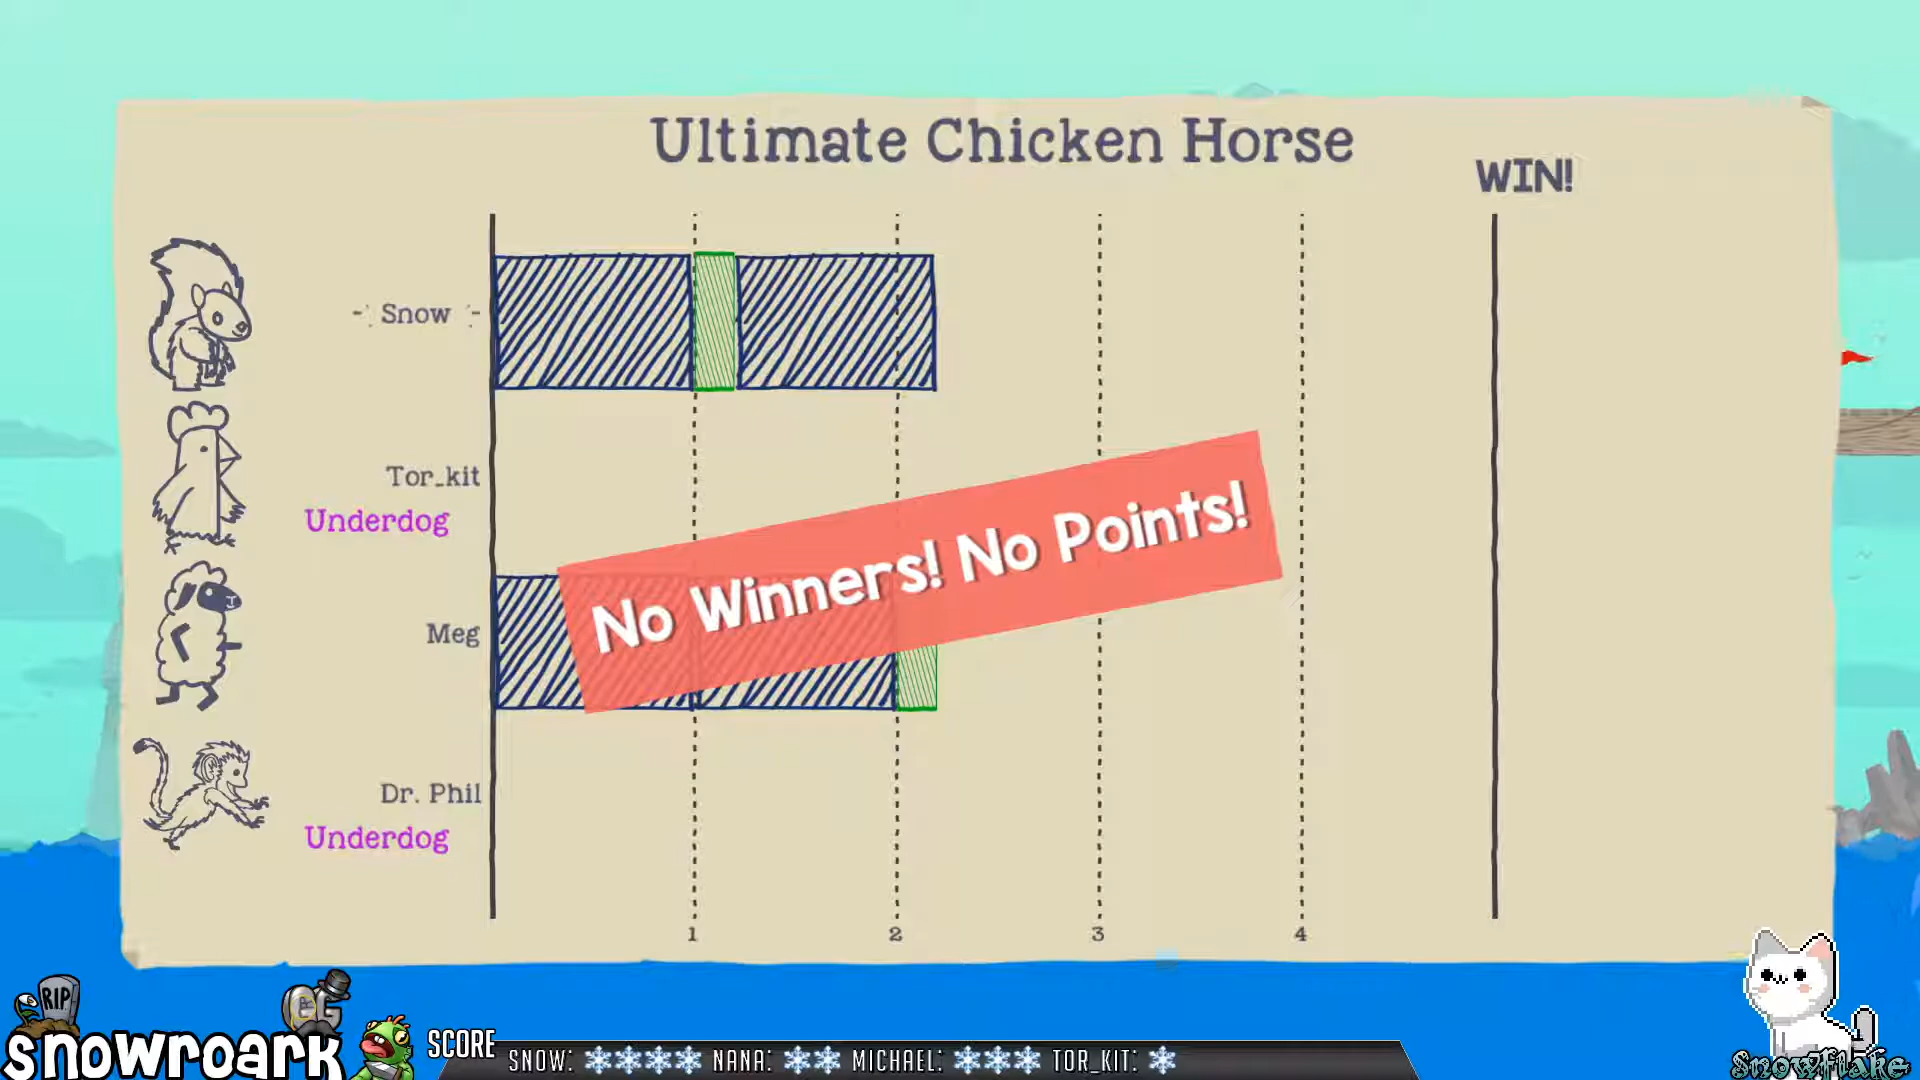 Ultimate Chicken Horse
WIN!
Snow
Tor_kit
Underdog
No Winners! No Points!
Meg
Dr. Phil
Underdog
1 2 3 4
RIP
snowroark
SCORE
SNOW: NANA: MICHAEL: TOR_KIT:
Snowflake